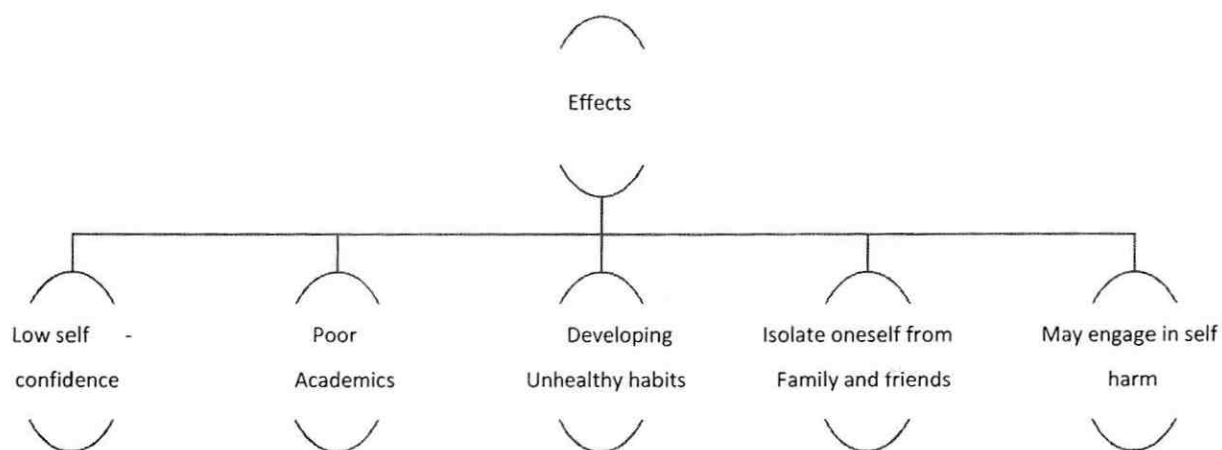 Effects
Low self -
confidence
Poor
Academics
Developing
Unhealthy habits
Isolate oneself from
Family and friends
May engage in self
harm